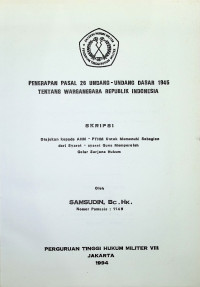 PENERAPAN PASAL 26 UNDANG-UNDANG DASAR 1945
TENTANG WARGANEGARA REPUBLIK INDONESIA
SKRIPSI
Diajukan Kepada AHM - PTHM Untuk Memenuhi Sebagian
dari Syarat - syarat Guna Memperoleh
Gelar Sarjana Hukum
Oleh
SAMSUDIN, Bc. Hk.
Nomor Pokok :
PERGURUAN TINGGI HUKUM MILITER VIII
JAKARTA
1994